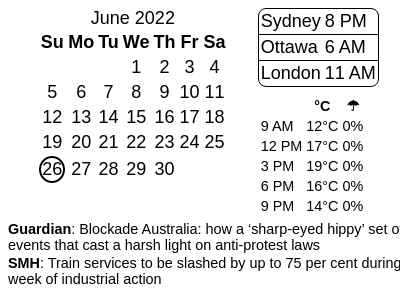 June 2022
Su Mo Tu We Th Fr Sa
1 2 3 4
5 6 7 8 9 10 11
12 13 14 15 16 17 18
19 20 21 22 23 24 25
26 27 28 29 30
Sydney 8 PM
Ottawa 6 AM
London 11 AM
°C ☂
9 AM 12°C 0%
12 PM 17°C 0%
3 PM 19°C 0%
6 PM 16°C 0%
9 PM 14°C 0%
Guardian: Blockade Australia: how a ‘sharp-eyed hippy’ set o
events that cast a harsh light on anti-protest laws
SMH: Train services to be slashed by up to 75 per cent during
week of industrial action